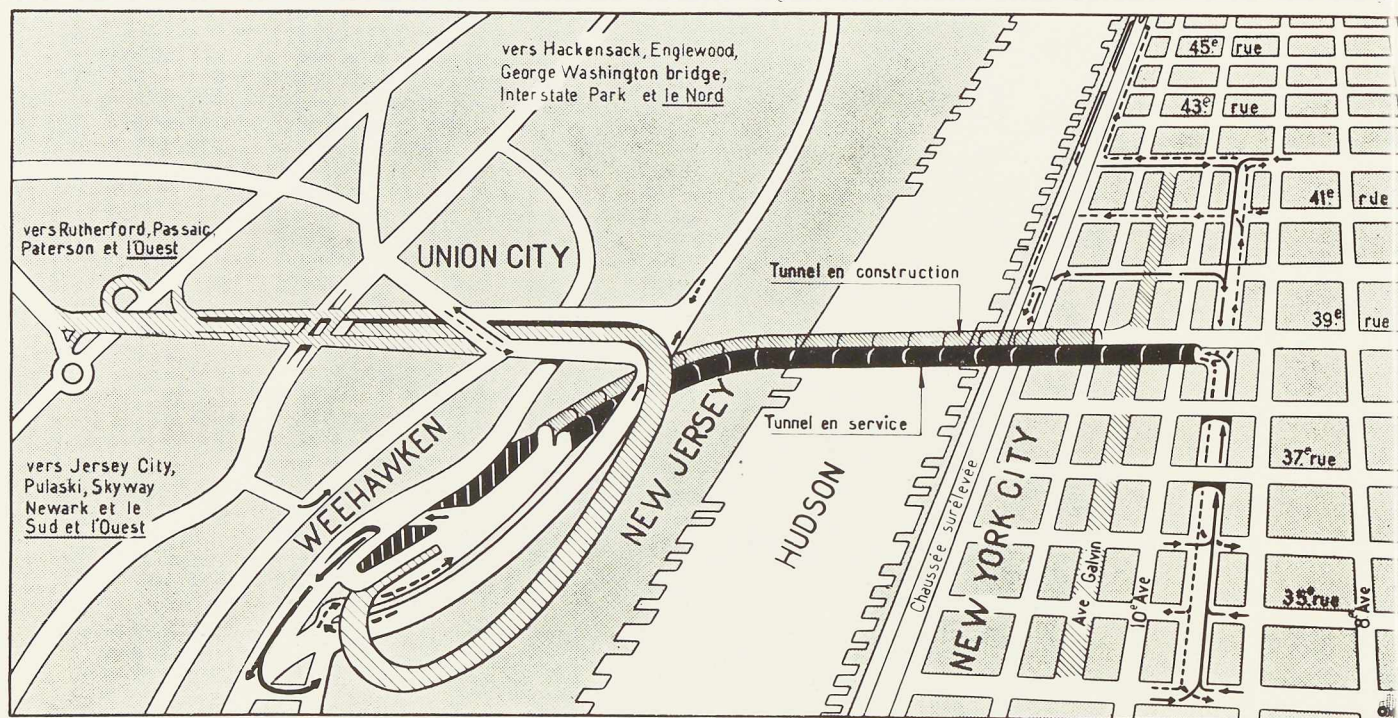 vers Hackensack, Englewood,
George Washington bridge,
Interstate Park et le Nord
45e rue
43e rue
41e rue
39e rue
37e rue
35e rue
8e Ave
vers Rutherford, Passaic,
Paterson et l'Ouest
UNION CITY
Tunnel en construction
Tunnel en service
vers Jersey City,
Pulaski, Skyway
Newark et le
Sud et l'Ouest
WEEHAWKEN
NEW JERSEY
HUDSON
Chaussée surélevée
NEW YORK CITY
Ave Galvin
10e Ave